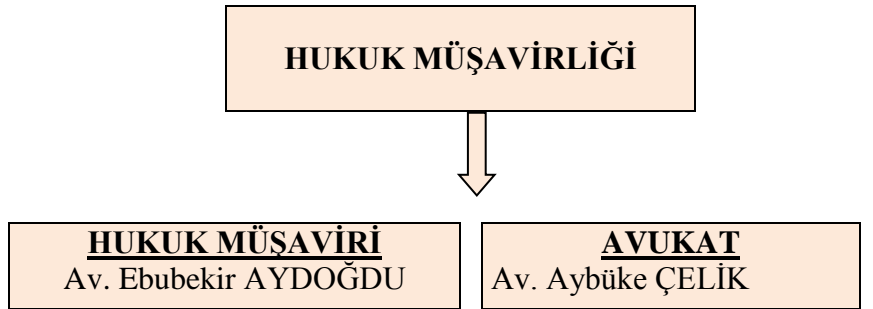 HUKUK MÜŞAVİRLİĞİ
HUKUK MÜŞAVİRİ
Av. Ebubekir AYDOĞDU
AVUKAT
Av. Aybüke ÇELİK